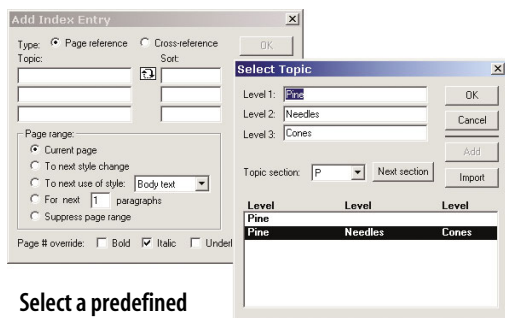 Add Index Entry
Type: Page reference Cross-reference OK
Topic: Sort:
Page range:
Current page
To next style change
To next use of style: Body text
For next 1 paragraphs
Suppress page range
Page # override: Bold Italic Underl
Select Topic
Level 1: Pine OK
Level 2: Needles Cancel
Level 3: Cones
Add
Topic section: P Next section Import
Level Level Level
Pine
Pine Needles Cones
Select a predefined